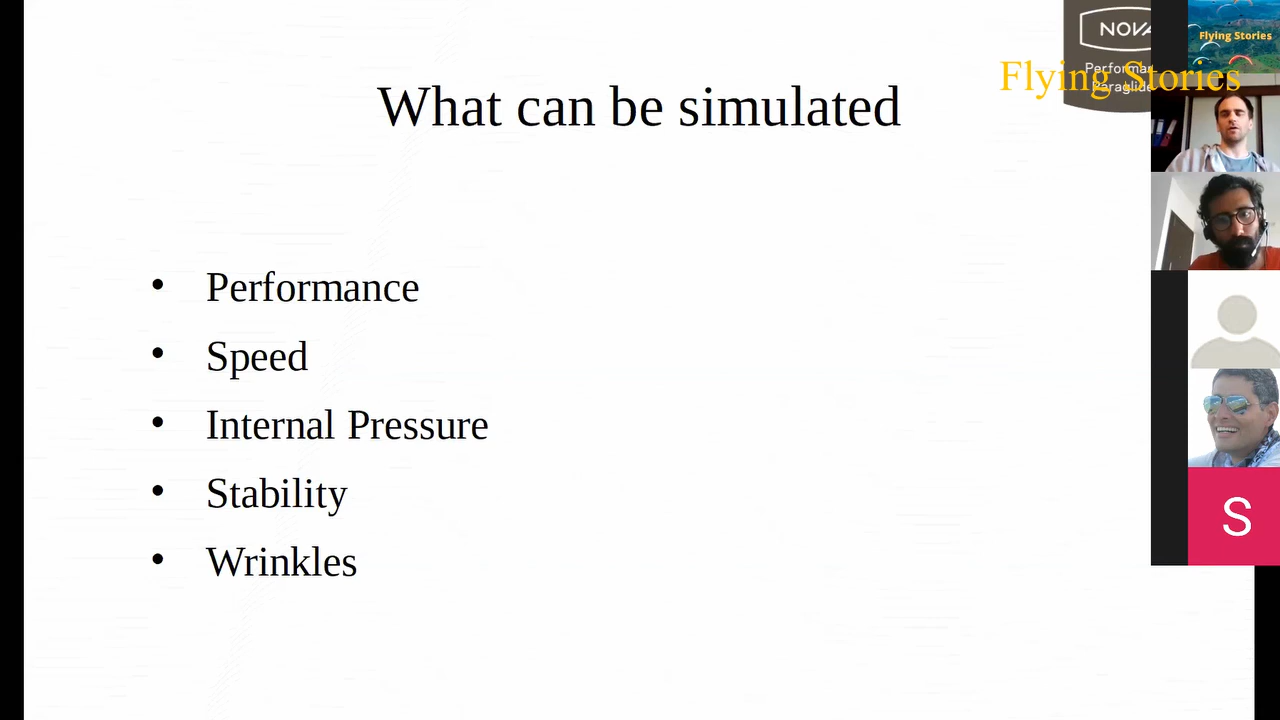 NOVA
Flying Stories
Flying Stories
What can be simulated
• Performance
• Speed
• Internal Pressure
• Stability
• Wrinkles
S